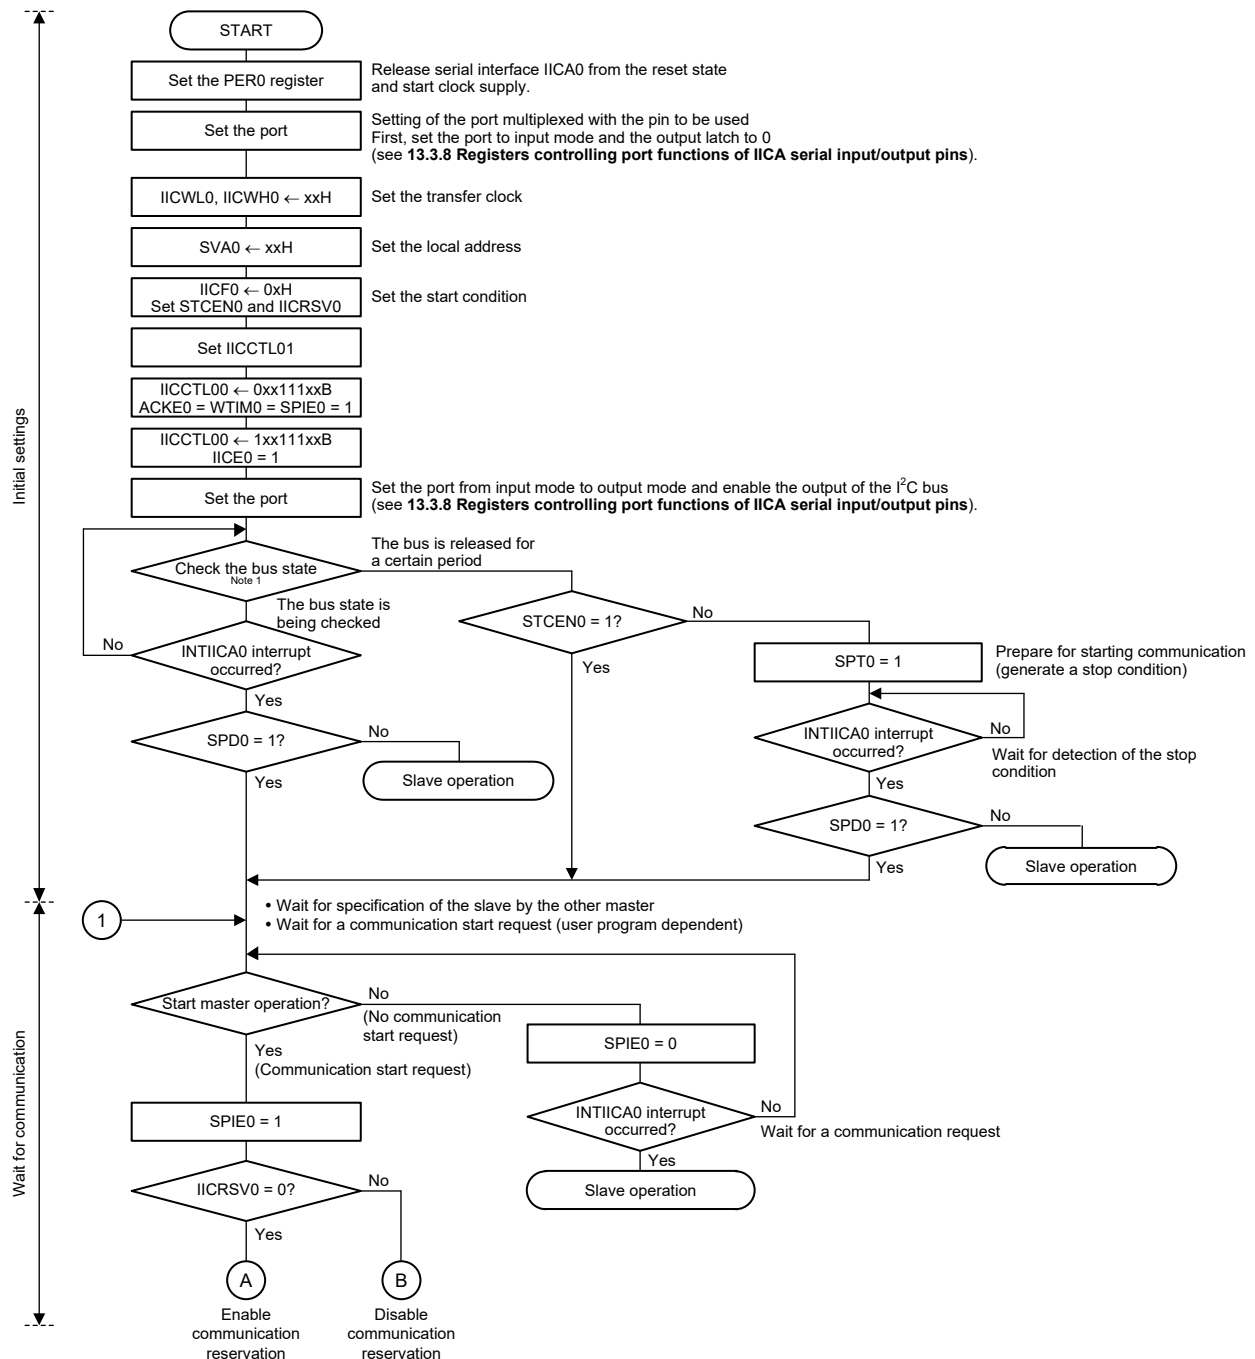 START
Set the PER0 register
Release serial interface IICA0 from the reset state
and start clock supply.
Set the port
Setting of the port multiplexed with the pin to be used
First, set the port to input mode and the output latch to 0
(see 13.3.8 Registers controlling port functions of IICA serial input/output pins).
IICWL0, IICWH0 ← xxH
Set the transfer clock
SVA0 ← xxH
Set the local address
IICF0 ← 0xH
Set STCEN0 and IICRSV0
Set the start condition
Set IICCTL01
IICCTL00 ← 0xx111xxB
ACKE0 = WTIM0 = SPIE0 = 1
IICCTL00 ← 1xx111xxB
IICE0 = 1
Set the port
Set the port from input mode to output mode and enable the output of the I²C bus
(see 13.3.8 Registers controlling port functions of IICA serial input/output pins).
Initial settings
Check the bus state
Note 1
The bus is released for
a certain period
The bus state is
being checked
STCEN0 = 1?
No
Yes
No
INTIICA0 interrupt
occurred?
Yes
SPT0 = 1
Prepare for starting communication
(generate a stop condition)
SPD0 = 1?
No
Yes
Slave operation
INTIICA0 interrupt
occurred?
No
Wait for detection of the stop
condition
Yes
SPD0 = 1?
No
Yes
Slave operation
1
• Wait for specification of the slave by the other master
• Wait for a communication start request (user program dependent)
Wait for communication
Start master operation?
No
(No communication
start request)
Yes
(Communication start request)
SPIE0 = 0
SPIE0 = 1
INTIICA0 interrupt
occurred?
No
Wait for a communication request
Yes
Slave operation
IICRSV0 = 0?
No
Yes
A
B
Enable
communication
reservation
Disable
communication
reservation